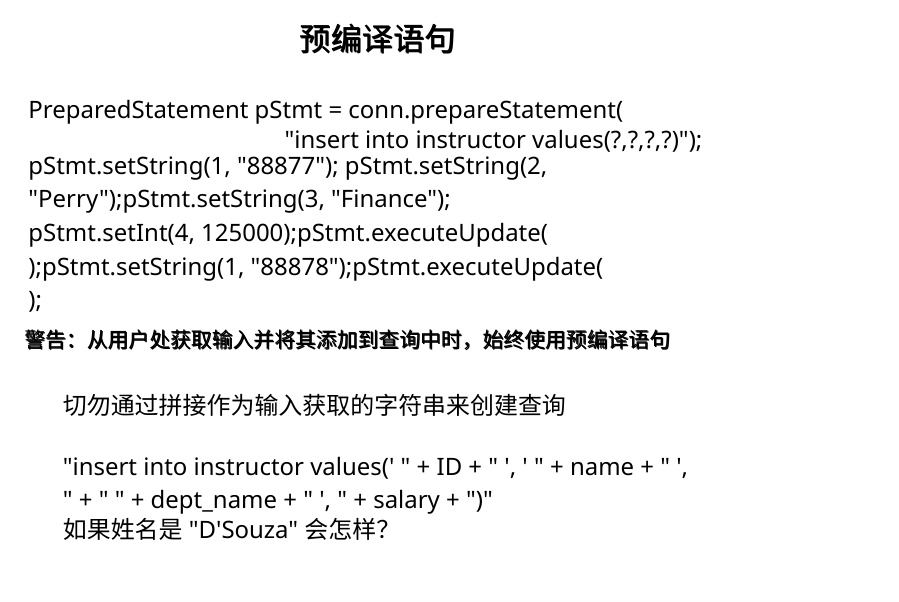 预编译语句
PreparedStatement pStmt = conn.prepareStatement(
"insert into instructor values(?,?,?,?)");
pStmt.setString(1, "88877"); pStmt.setString(2,
"Perry");pStmt.setString(3, "Finance");
pStmt.setInt(4, 125000);pStmt.executeUpdate(
);pStmt.setString(1, "88878");pStmt.executeUpdate(
);
警告：从用户处获取输入并将其添加到查询中时，始终使用预编译语句
切勿通过拼接作为输入获取的字符串来创建查询
"insert into instructor values(' " + ID + " ', ' " + name + " ',
" + " " + dept_name + " ', " + salary + ")"
如果姓名是 "D'Souza" 会怎样?